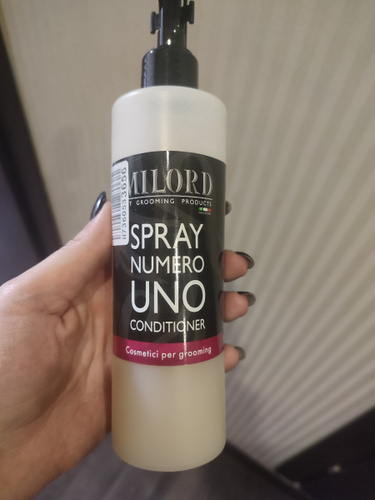 MILORD
GROOMING PRODUCTS
SPRAY
NUMERO
UNO
CONDITIONER
Cosmetici per grooming